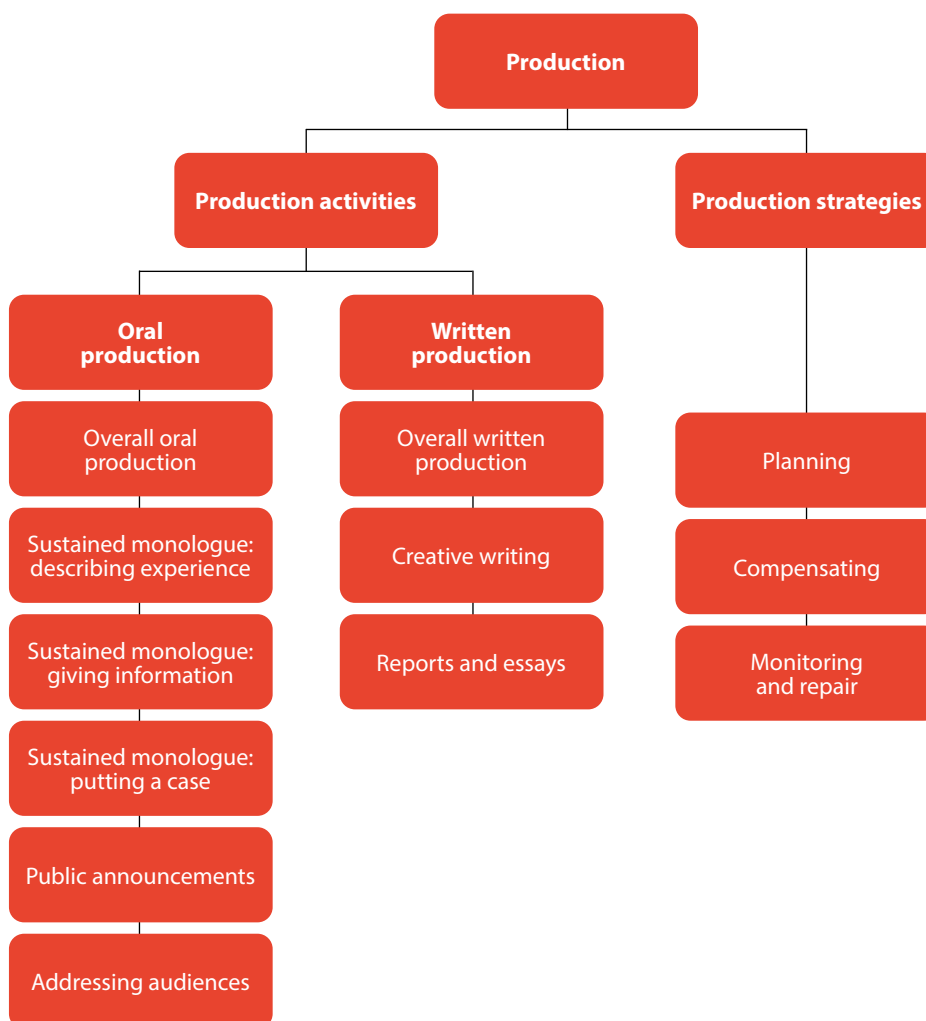 Production
Production activities
Production strategies
Oral
production
Written
production
Overall oral
production
Sustained monologue:
describing experience
Sustained monologue:
giving information
Sustained monologue:
putting a case
Public announcements
Addressing audiences
Overall written
production
Creative writing
Reports and essays
Planning
Compensating
Monitoring
and repair